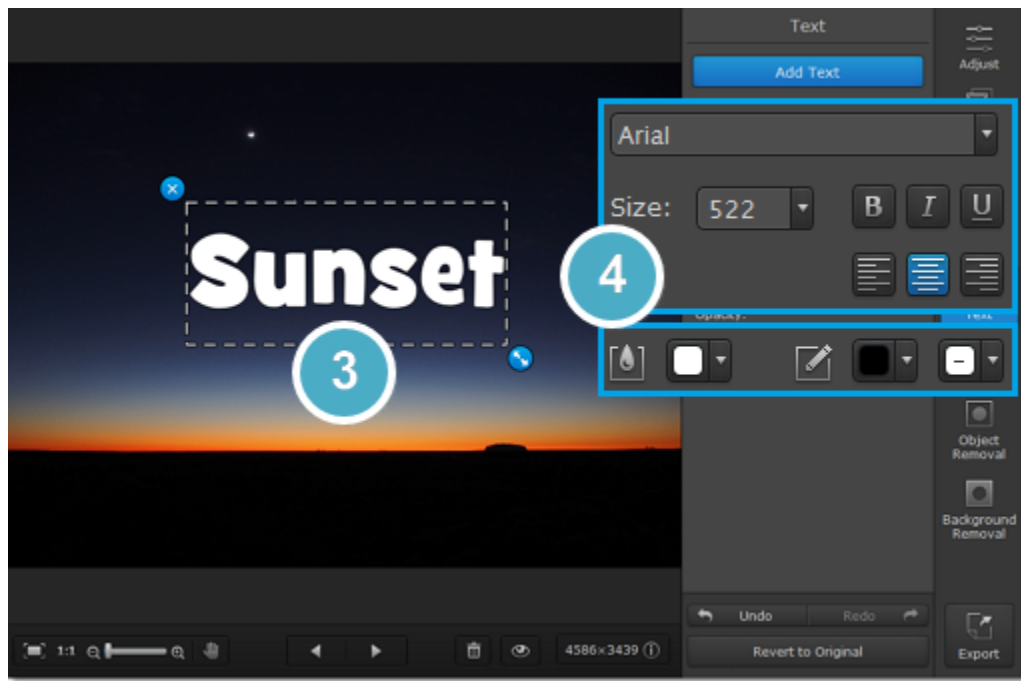 Text
Add Text
Adjust
Arial
Size: 522 B I U
Sunset
4
3
Opacity:
Text
Object
Removal
Background
Removal
Undo Redo
Revert to Original
1:1
4586×3439
Export